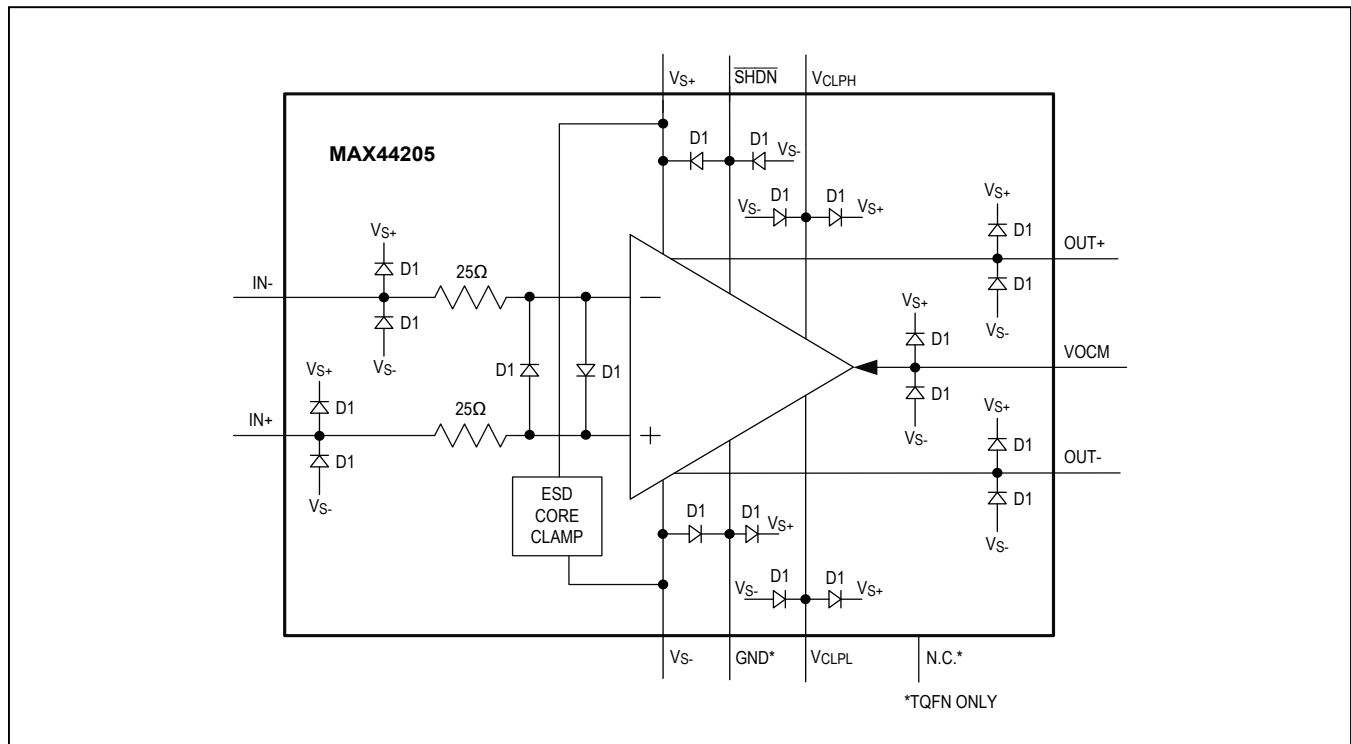 VS+
SHDN
VCLPH
MAX44205
D1
D1
VS-
D1
D1
VS-
VS+
VS+
D1
OUT+
D1
VS-
VS+
D1
IN-
25Ω
D1
VS-
VS+
D1
VOCM
D1
VS-
D1
D1
VS+
D1
IN+
25Ω
D1
VS-
VS+
D1
OUT-
D1
VS-
ESD
CORE
CLAMP
D1
D1
VS+
D1
D1
VS-
VS+
VS-
GND*
VCLPL
N.C.*
*TQFN ONLY